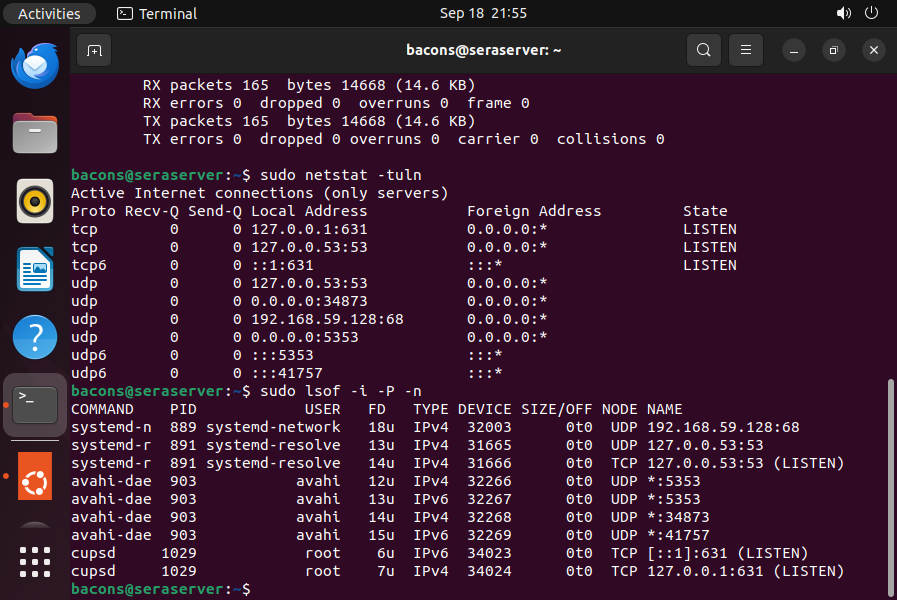 Activities Terminal Sep 18 21:55
bacons@seraserver: ~
RX packets 165  bytes 14668 (14.6 KB)
RX errors 0  dropped 0  overruns 0  frame 0
TX packets 165  bytes 14668 (14.6 KB)
TX errors 0  dropped 0 overruns 0  carrier 0  collisions 0
bacons@seraserver:~$ sudo netstat -tuln
Active Internet connections (only servers)
Proto Recv-Q Send-Q Local Address           Foreign Address         State
tcp        0      0 127.0.0.1:631           0.0.0.0:*               LISTEN
tcp        0      0 127.0.0.53:53           0.0.0.0:*               LISTEN
tcp6       0      0 ::1:631                 :::*                    LISTEN
udp        0      0 127.0.0.53:53           0.0.0.0:*
udp        0      0 0.0.0.0:34873           0.0.0.0:*
udp        0      0 192.168.59.128:68       0.0.0.0:*
udp        0      0 0.0.0.0:5353            0.0.0.0:*
udp6       0      0 :::5353                 :::*
udp6       0      0 :::41757                :::*
bacons@seraserver:~$ sudo lsof -i -P -n
COMMAND    PID            USER   FD   TYPE DEVICE SIZE/OFF NODE NAME
systemd-n  889 systemd-network   18u  IPv4  32003      0t0  UDP 192.168.59.128:68
systemd-r  891 systemd-resolve   13u  IPv4  31665      0t0  UDP 127.0.0.53:53
systemd-r  891 systemd-resolve   14u  IPv4  31666      0t0  TCP 127.0.0.53:53 (LISTEN)
avahi-dae  903           avahi   12u  IPv4  32266      0t0  UDP *:5353
avahi-dae  903           avahi   13u  IPv6  32267      0t0  UDP *:5353
avahi-dae  903           avahi   14u  IPv4  32268      0t0  UDP *:34873
avahi-dae  903           avahi   15u  IPv6  32269      0t0  UDP *:41757
cupsd     1029            root    6u  IPv6  34023      0t0  TCP [::1]:631 (LISTEN)
cupsd     1029            root    7u  IPv4  34024      0t0  TCP 127.0.0.1:631 (LISTEN)
bacons@seraserver:~$